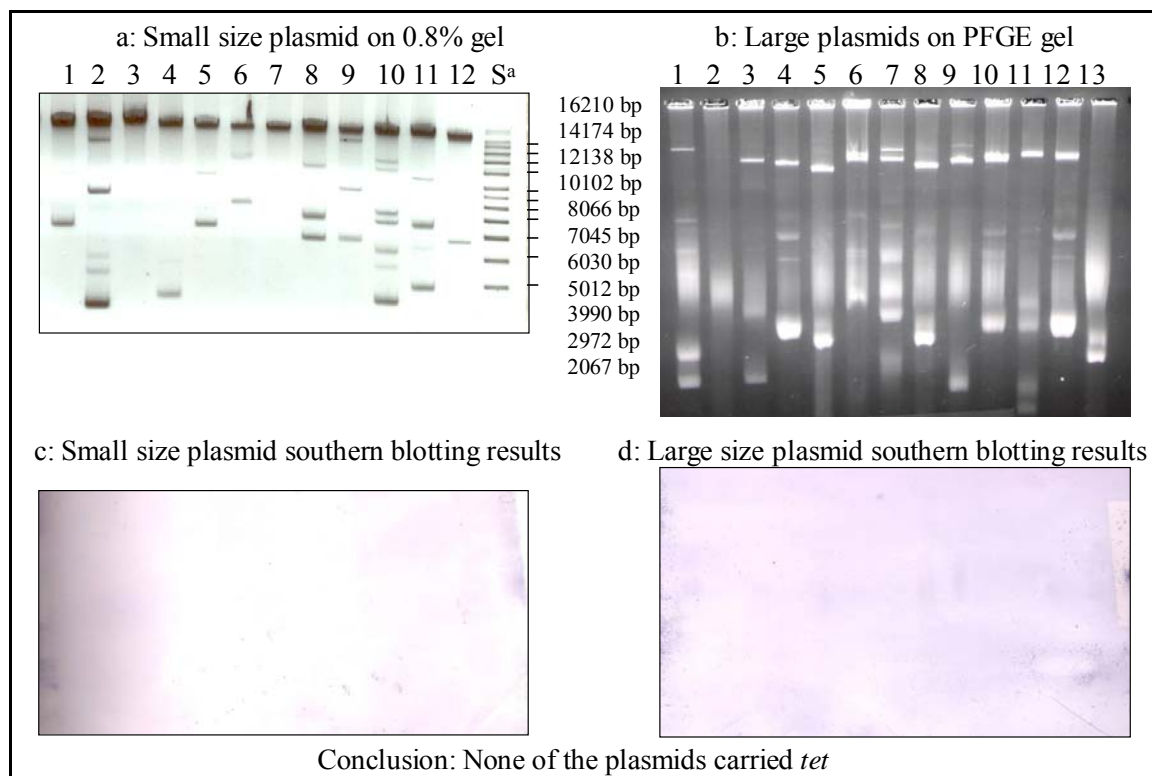 a: Small size plasmid on 0.8% gel
1 2 3 4 5 6 7 8 9 10 11 12 Sª
b: Large plasmids on PFGE gel
1 2 3 4 5 6 7 8 9 10 11 12 13
16210 bp
14174 bp
12138 bp
10102 bp
8066 bp
7045 bp
6030 bp
5012 bp
3990 bp
2972 bp
2067 bp
c: Small size plasmid southern blotting results
d: Large size plasmid southern blotting results
Conclusion: None of the plasmids carried tet